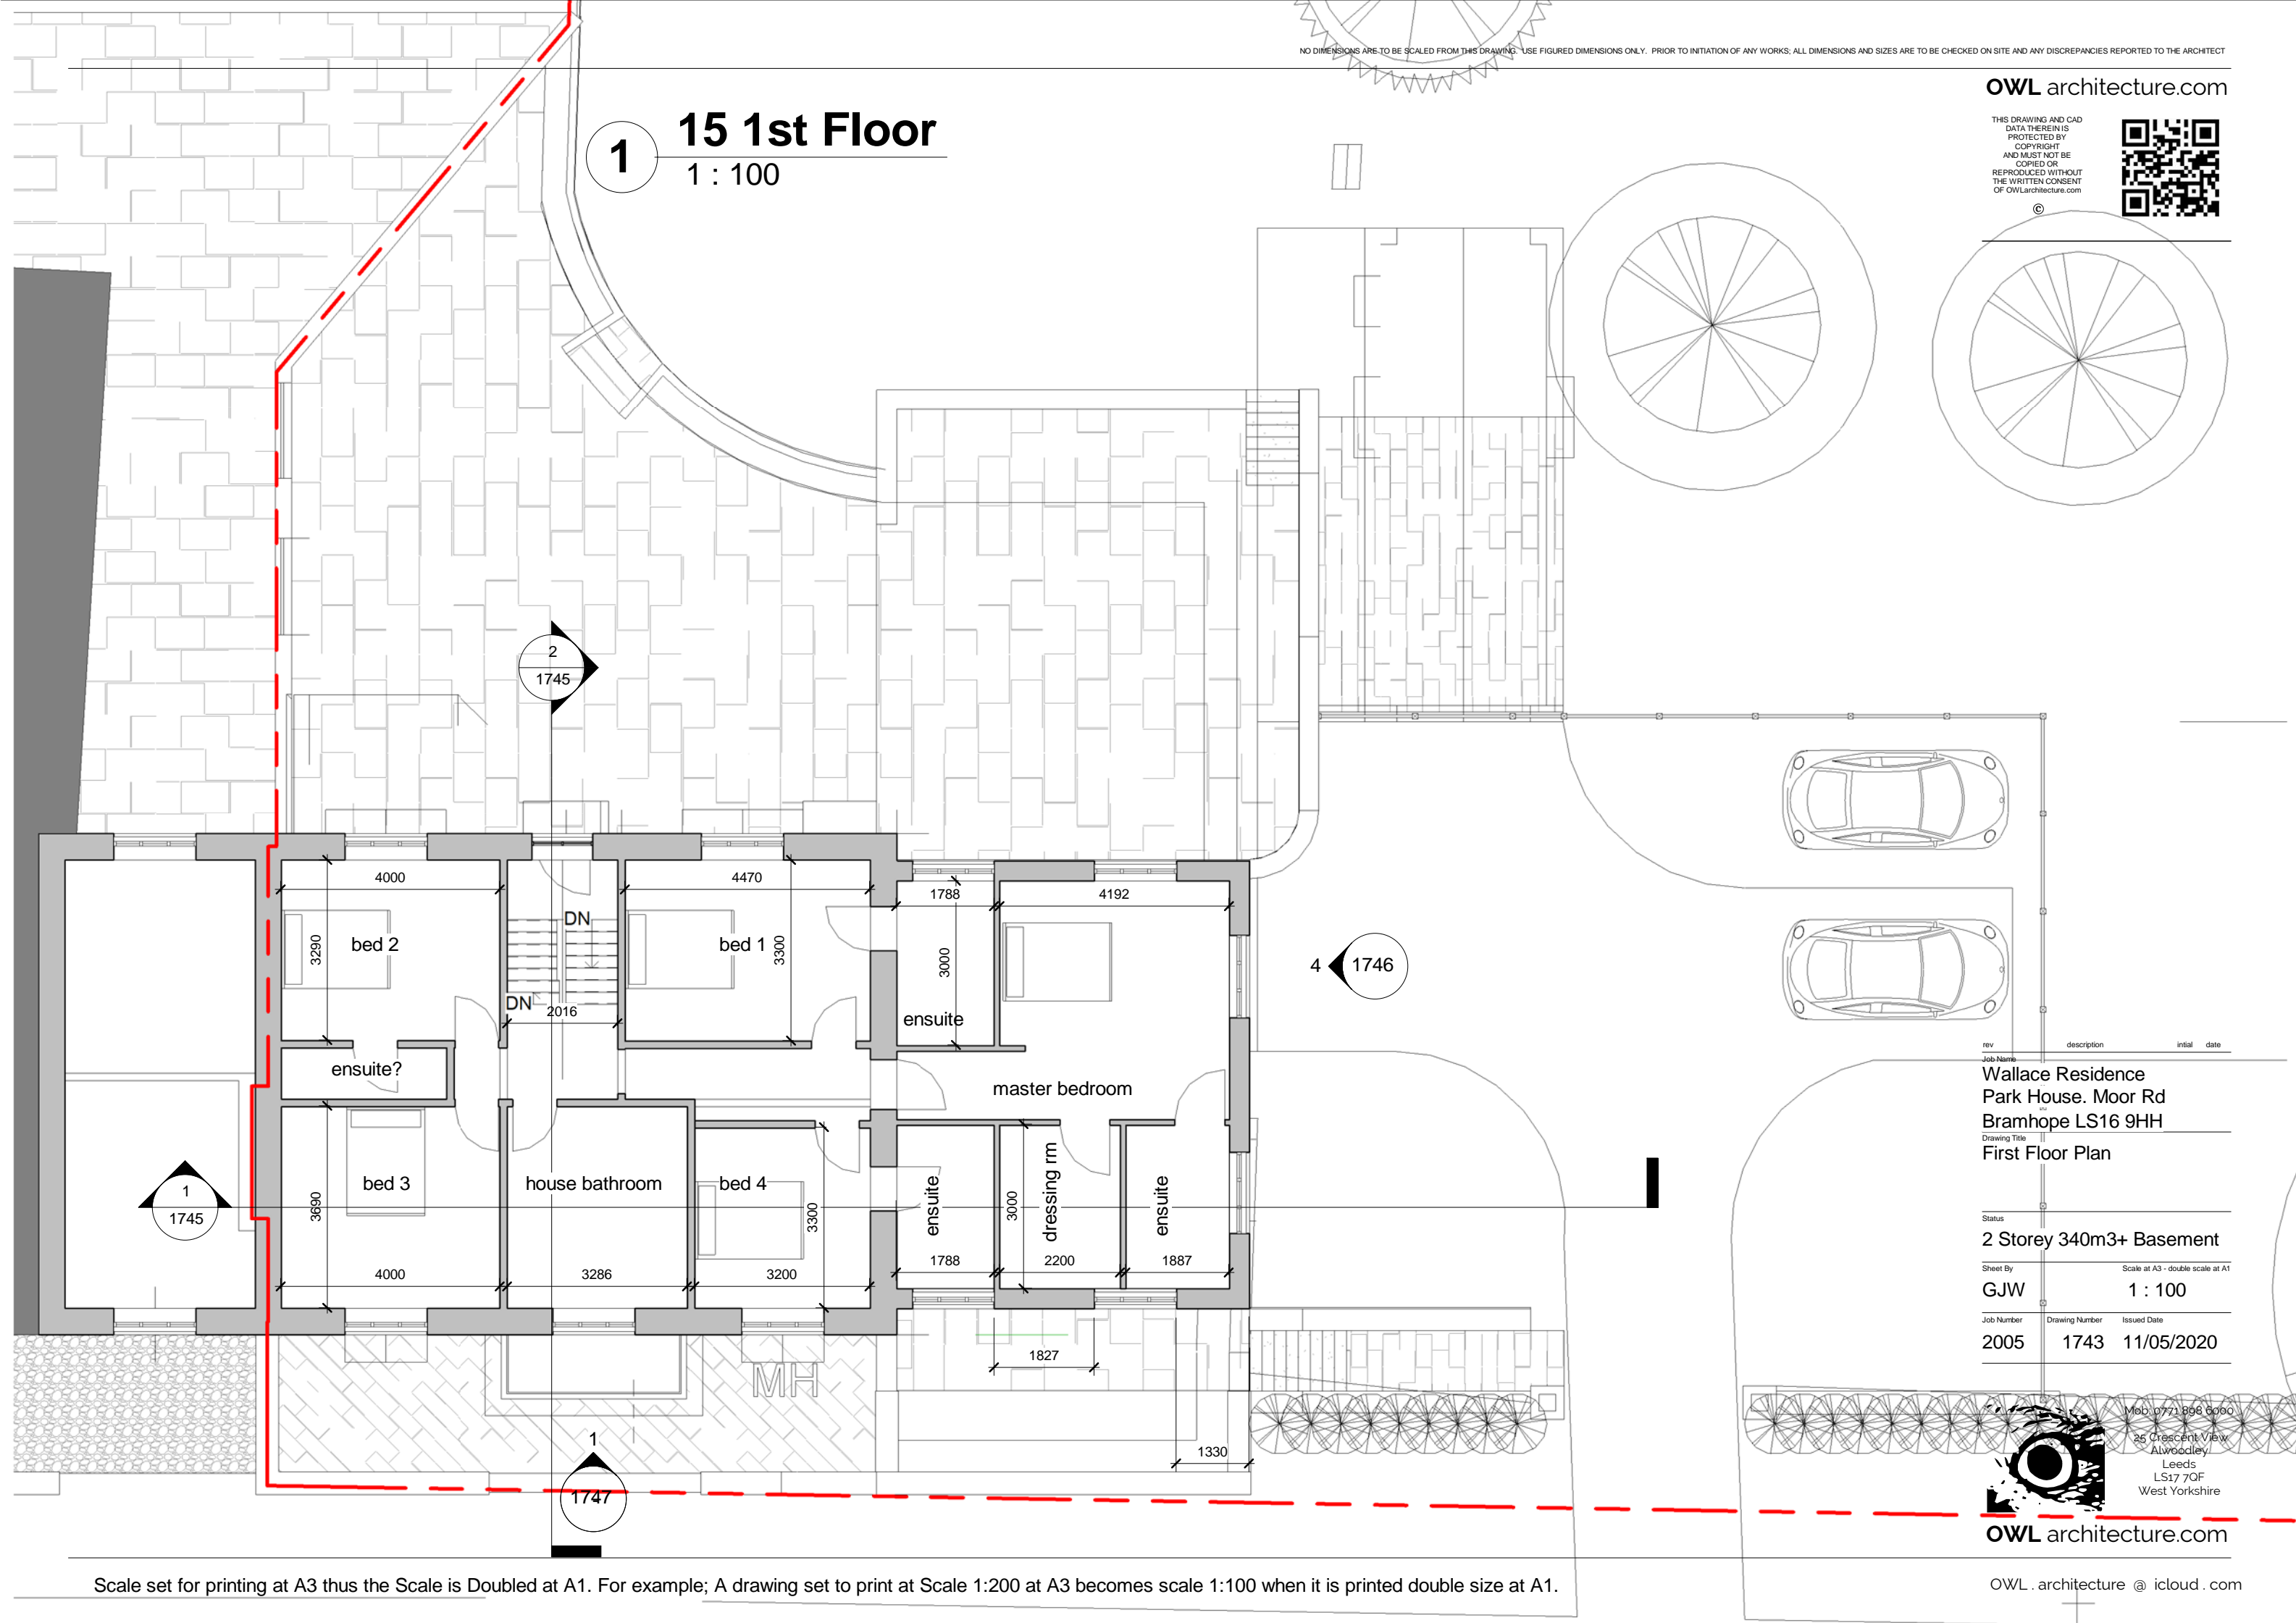 NO DIMENSIONS ARE TO BE SCALED FROM THIS DRAWING. USE FIGURED DIMENSIONS ONLY. PRIOR TO INITIATION OF ANY WORKS; ALL DIMENSIONS AND SIZES ARE TO BE CHECKED ON SITE AND ANY DISCREPANCIES REPORTED TO THE ARCHITECT
OWL architecture.com
THIS DRAWING AND CAD
DATA THEREIN IS
PROTECTED BY
COPYRIGHT
AND MUST NOT BE
COPIED OR
REPRODUCED WITHOUT
THE WRITTEN CONSENT
OF OWLarchitecture.com
©
1
15 1st Floor
1 : 100
2
1745
4000
4470
1788
4192
DN
3290
bed 2
bed 1
3300
3000
4
1746
DN
2016
ensuite
ensuite?
master bedroom
1
1745
3690
bed 3
house bathroom
bed 4
3300
ensuite
3000
dressing rm
ensuite
4000
3286
3200
1788
2200
1887
1827
MH
1330
1
1747
rev description intial date
Job Name
Wallace Residence
Park House. Moor Rd
Bramhope LS16 9HH
Drawing Title
First Floor Plan
Status
2 Storey 340m3+ Basement
Sheet By Scale at A3 - double scale at A1
GJW 1 : 100
Job Number Drawing Number Issued Date
2005 1743 11/05/2020
Mob: 0771 898 6000
25 Crescent View
Alwoodley
Leeds
LS17 7QF
West Yorkshire
OWL architecture.com
Scale set for printing at A3 thus the Scale is Doubled at A1. For example; A drawing set to print at Scale 1:200 at A3 becomes scale 1:100 when it is printed double size at A1.
OWL . architecture @ icloud . com